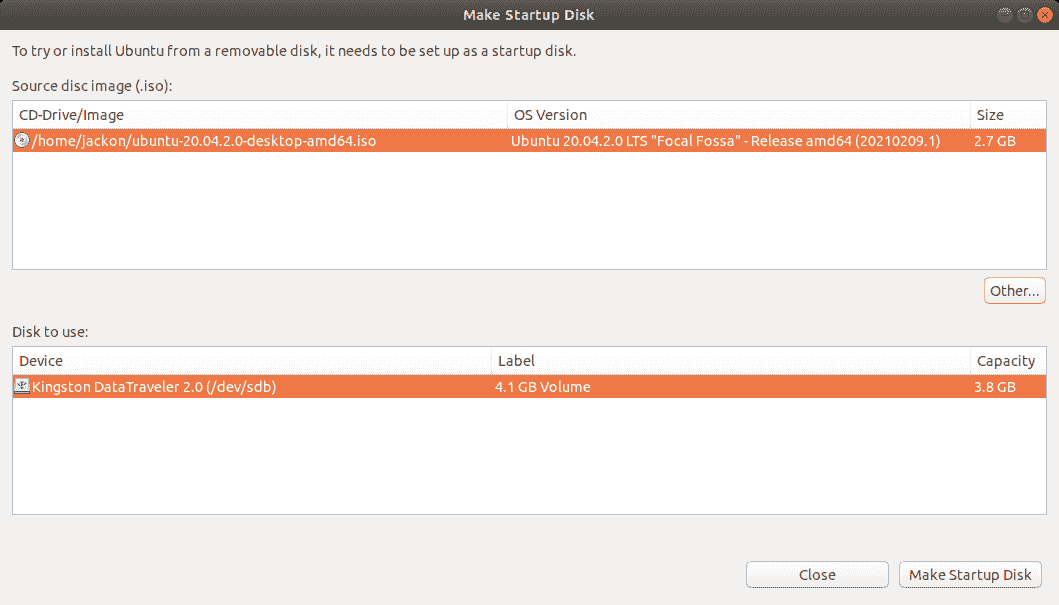 Make Startup Disk
To try or install Ubuntu from a removable disk, it needs to be set up as a startup disk.
Source disc image (.iso):
CD-Drive/Image OS Version Size
/home/jackon/ubuntu-20.04.2.0-desktop-amd64.iso Ubuntu 20.04.2.0 LTS "Focal Fossa" - Release amd64 (20210209.1) 2.7 GB
Other...
Disk to use:
Device Label Capacity
Kingston DataTraveler 2.0 (/dev/sdb) 4.1 GB Volume 3.8 GB
Close Make Startup Disk